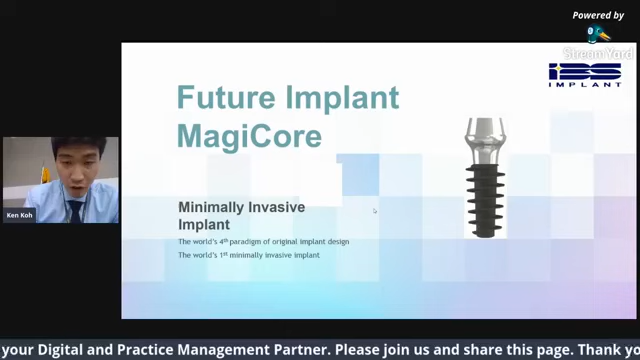 Powered by
StreamYard
IBS
IMPLANT
Future Implant
MagiCore
Minimally Invasive
Implant
The world's 4th paradigm of original implant design
The world's 1st minimally invasive implant
Ken Koh
your Digital and Practice Management Partner. Please join us and share this page. Thank yo